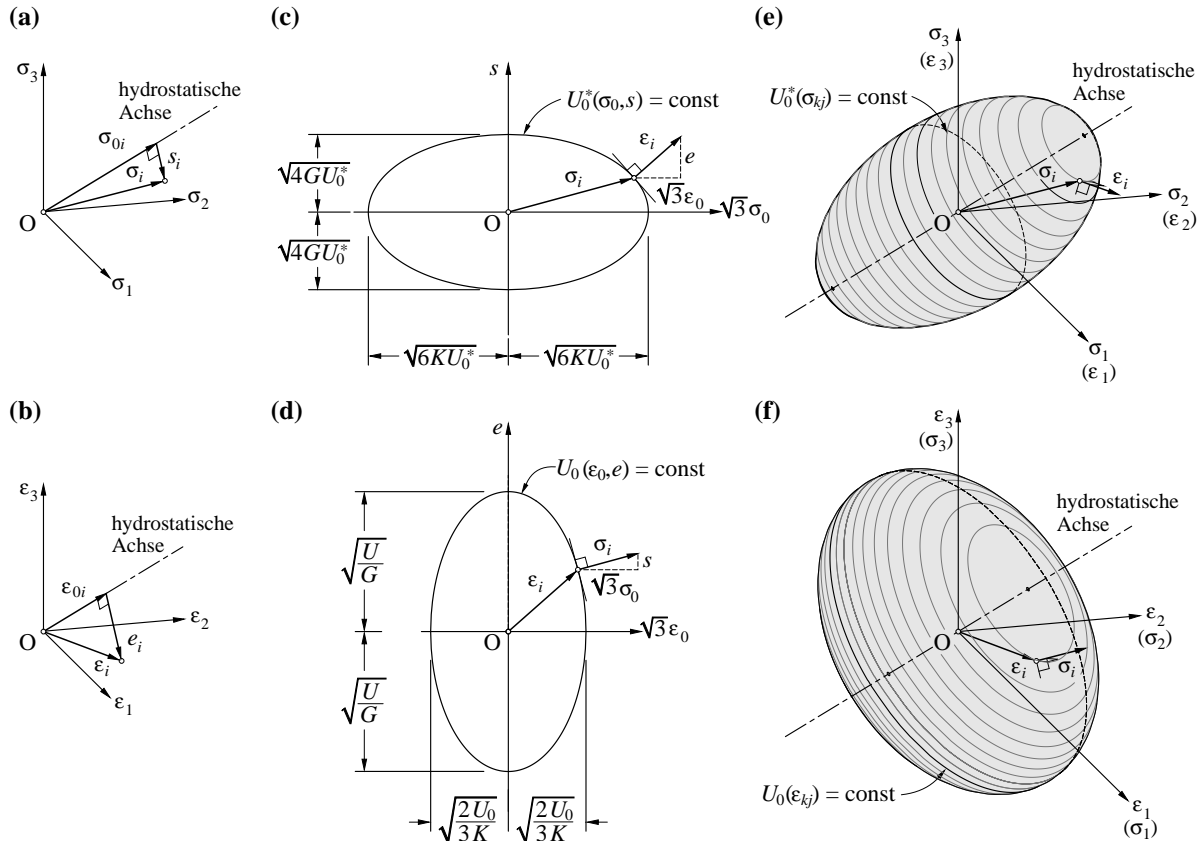 (a)
σ3
hydrostatische
Achse
σ0i
si
σi
σ2
O
σ1
(c)
s
U0*(σ0,s) = const
εi
e
√4GU0*
σi
√3ε0
√3σ0
O
√4GU0*
√6KU0*
√6KU0*
(e)
σ3
(ε3)
U0*(σkj) = const
hydrostatische
Achse
σi
εi
σ2
(ε2)
O
σ1
(ε1)
(b)
ε3
hydrostatische
Achse
ε0i
ei
εi
ε2
O
ε1
(d)
e
U0(ε0,e) = const
√U/G
σi
s
εi
√3σ0
O
√3ε0
√U/G
√2U0/3K
√2U0/3K
(f)
ε3
(σ3)
hydrostatische
Achse
ε2
(σ2)
O
εi
σi
U0(εkj) = const
ε1
(σ1)